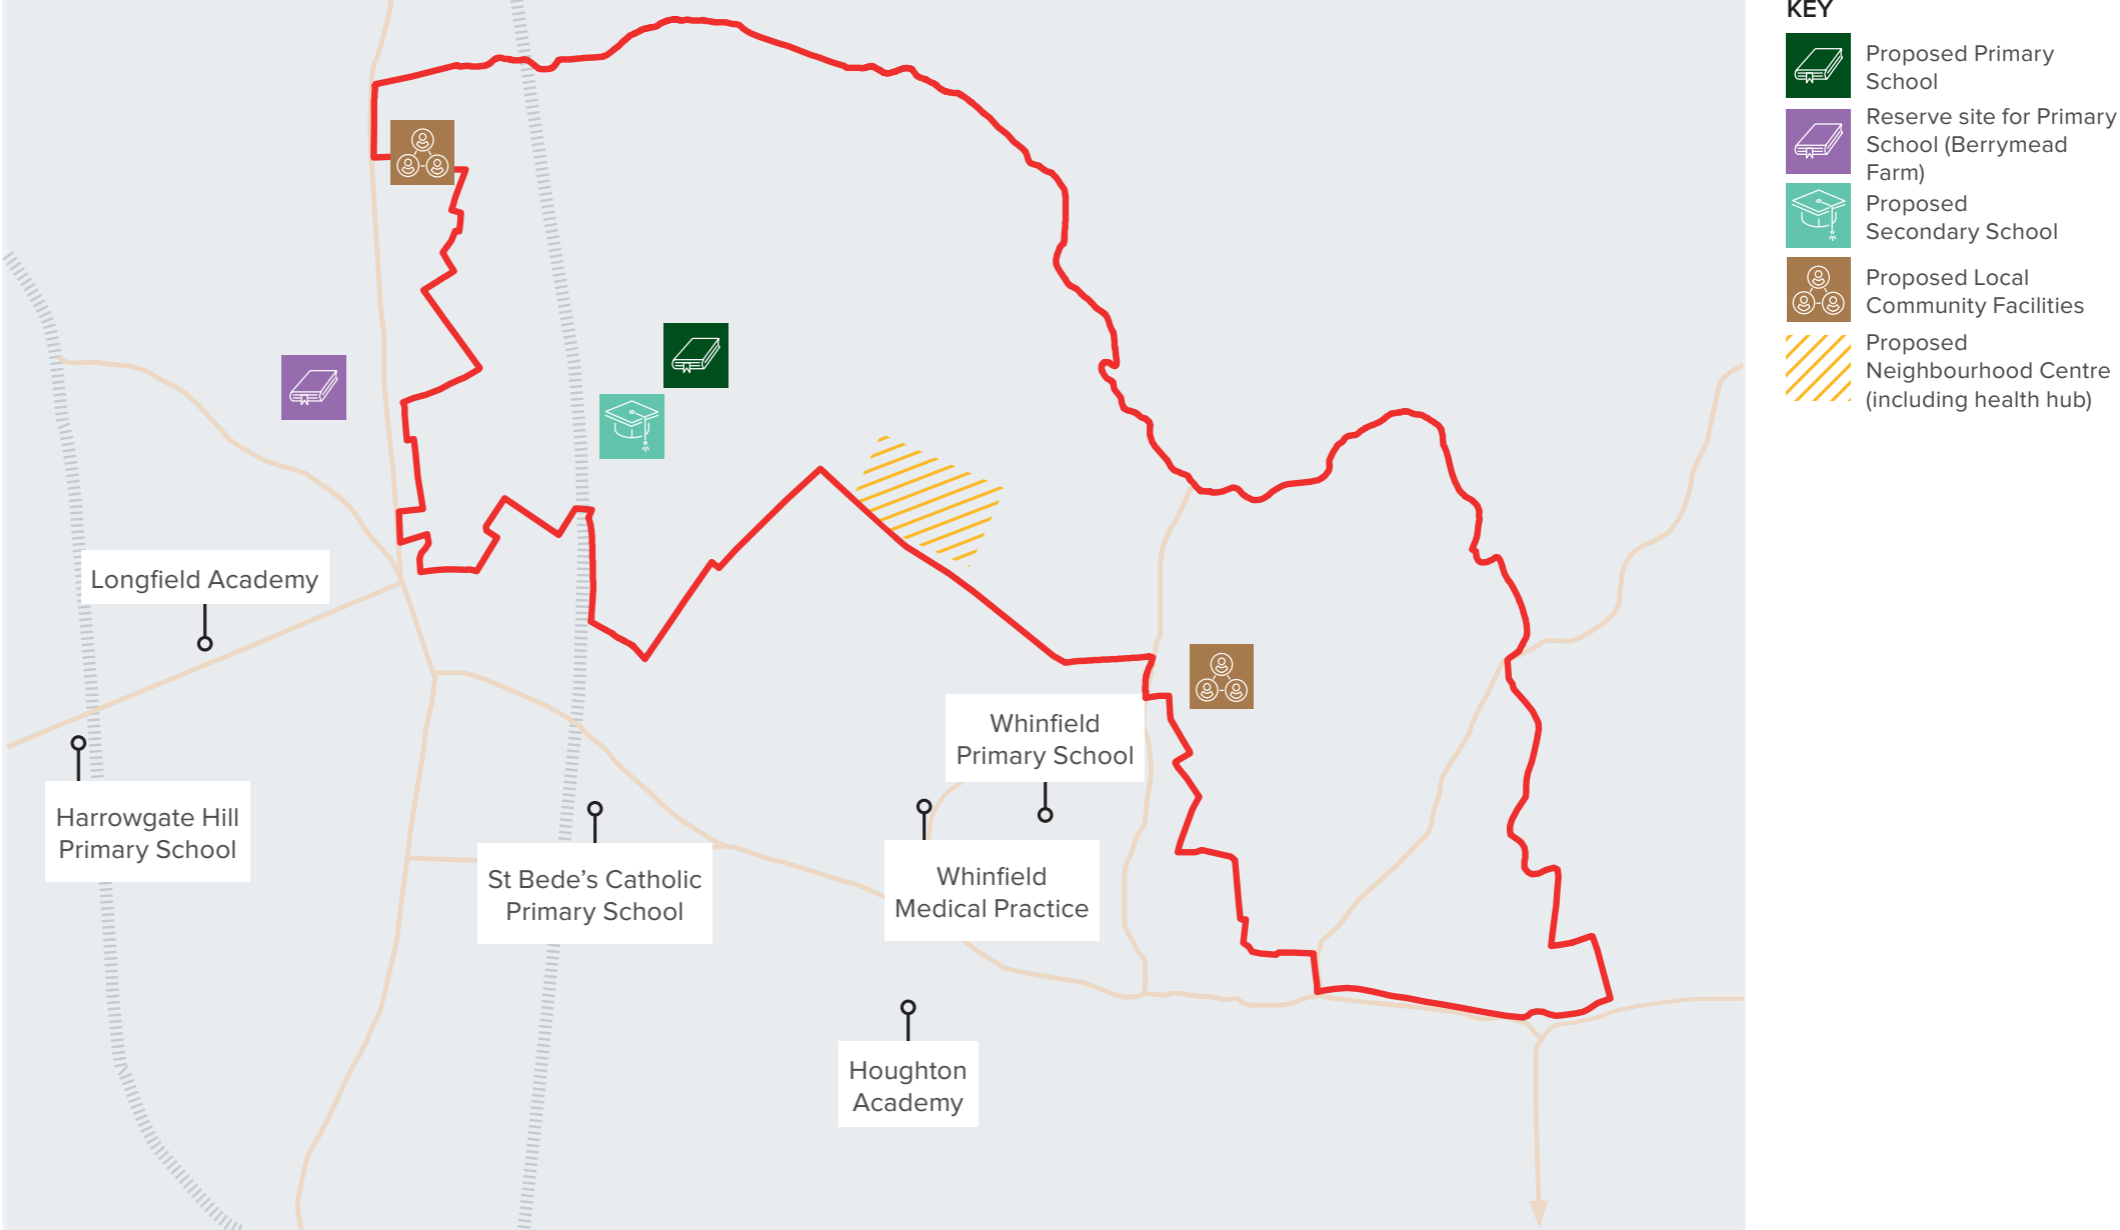 KEY
Proposed Primary
School
Reserve site for Primary
School (Berrymead
Farm)
Proposed
Secondary School
Proposed Local
Community Facilities
Proposed
Neighbourhood Centre
(including health hub)
Longfield Academy
Whinfield
Primary School
Harrowgate Hill
Primary School
St Bede’s Catholic
Primary School
Whinfield
Medical Practice
Houghton
Academy